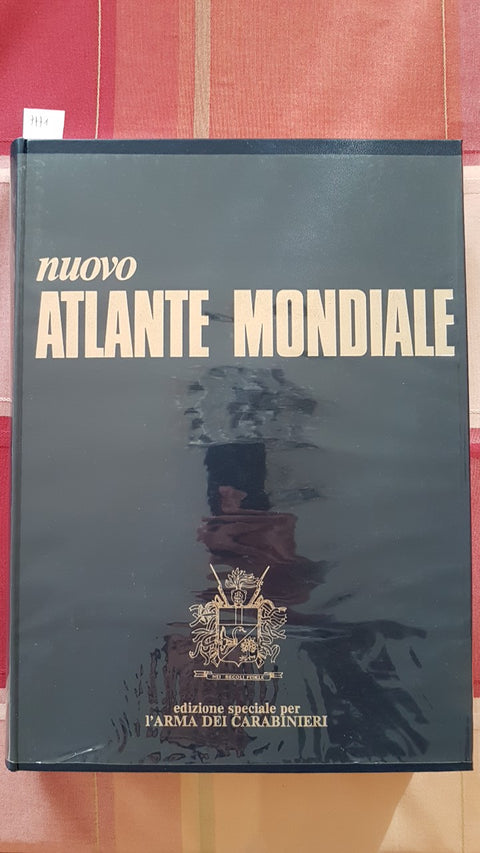 nuovo
ATLANTE MONDIALE
NEI SECOLI FEDELE
edizione speciale per
l'ARMA DEI CARABINIERI